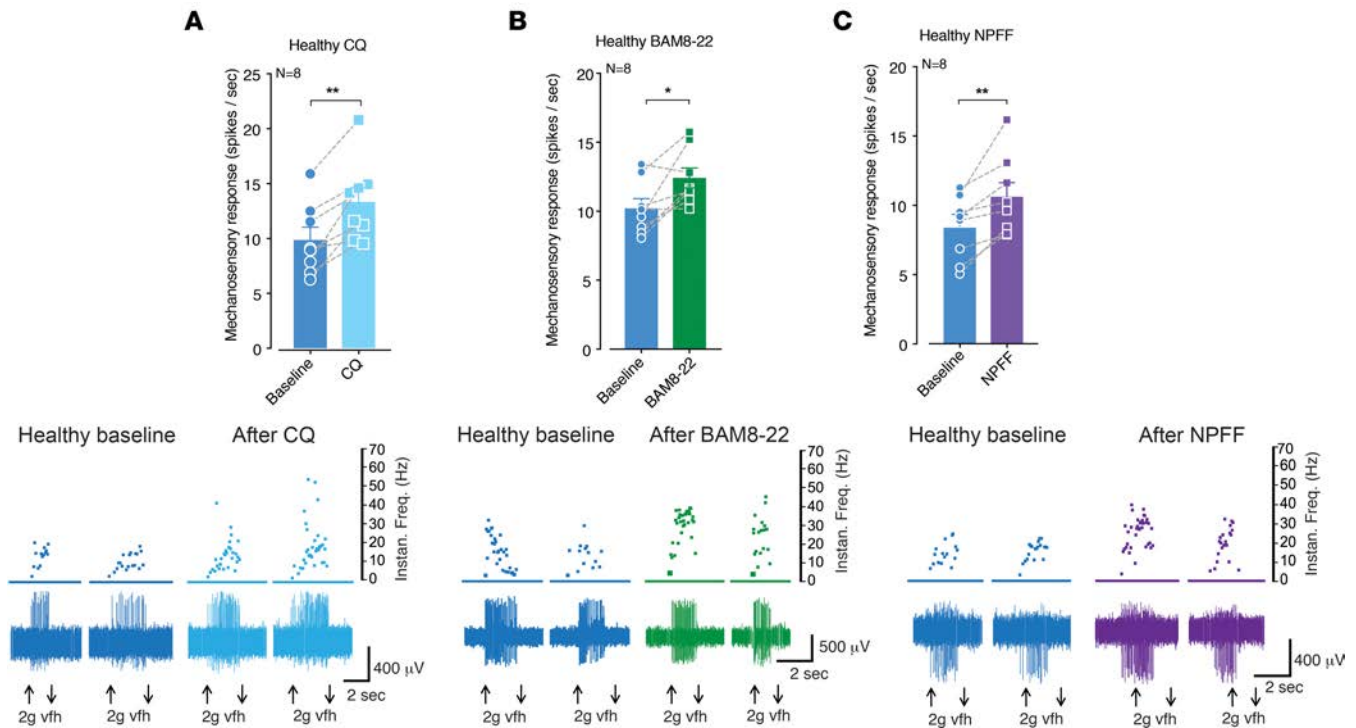 A
Healthy CQ
N=8
**
Mechanosensory response (spikes / sec)
25
20
15
10
5
0
Baseline
CQ
B
Healthy BAM8-22
N=8
*
Mechanosensory response (spikes / sec)
20
15
10
5
0
Baseline
BAM8-22
C
Healthy NPFF
N=8
**
Mechanosensory response (spikes / sec)
20
15
10
5
0
Baseline
NPFF
Healthy baseline
After CQ
70
60
50
40
30
20
10
0
Instan. Freq. (Hz)
400 μV
2 sec
2g vfh
2g vfh
2g vfh
2g vfh
Healthy baseline
After BAM8-22
70
60
50
40
30
20
10
0
Instan. Freq. (Hz)
500 μV
2 sec
2g vfh
2g vfh
2g vfh
2g vfh
Healthy baseline
After NPFF
70
60
50
40
30
20
10
0
Instan. Freq. (Hz)
400 μV
2 sec
2g vfh
2g vfh
2g vfh
2g vfh